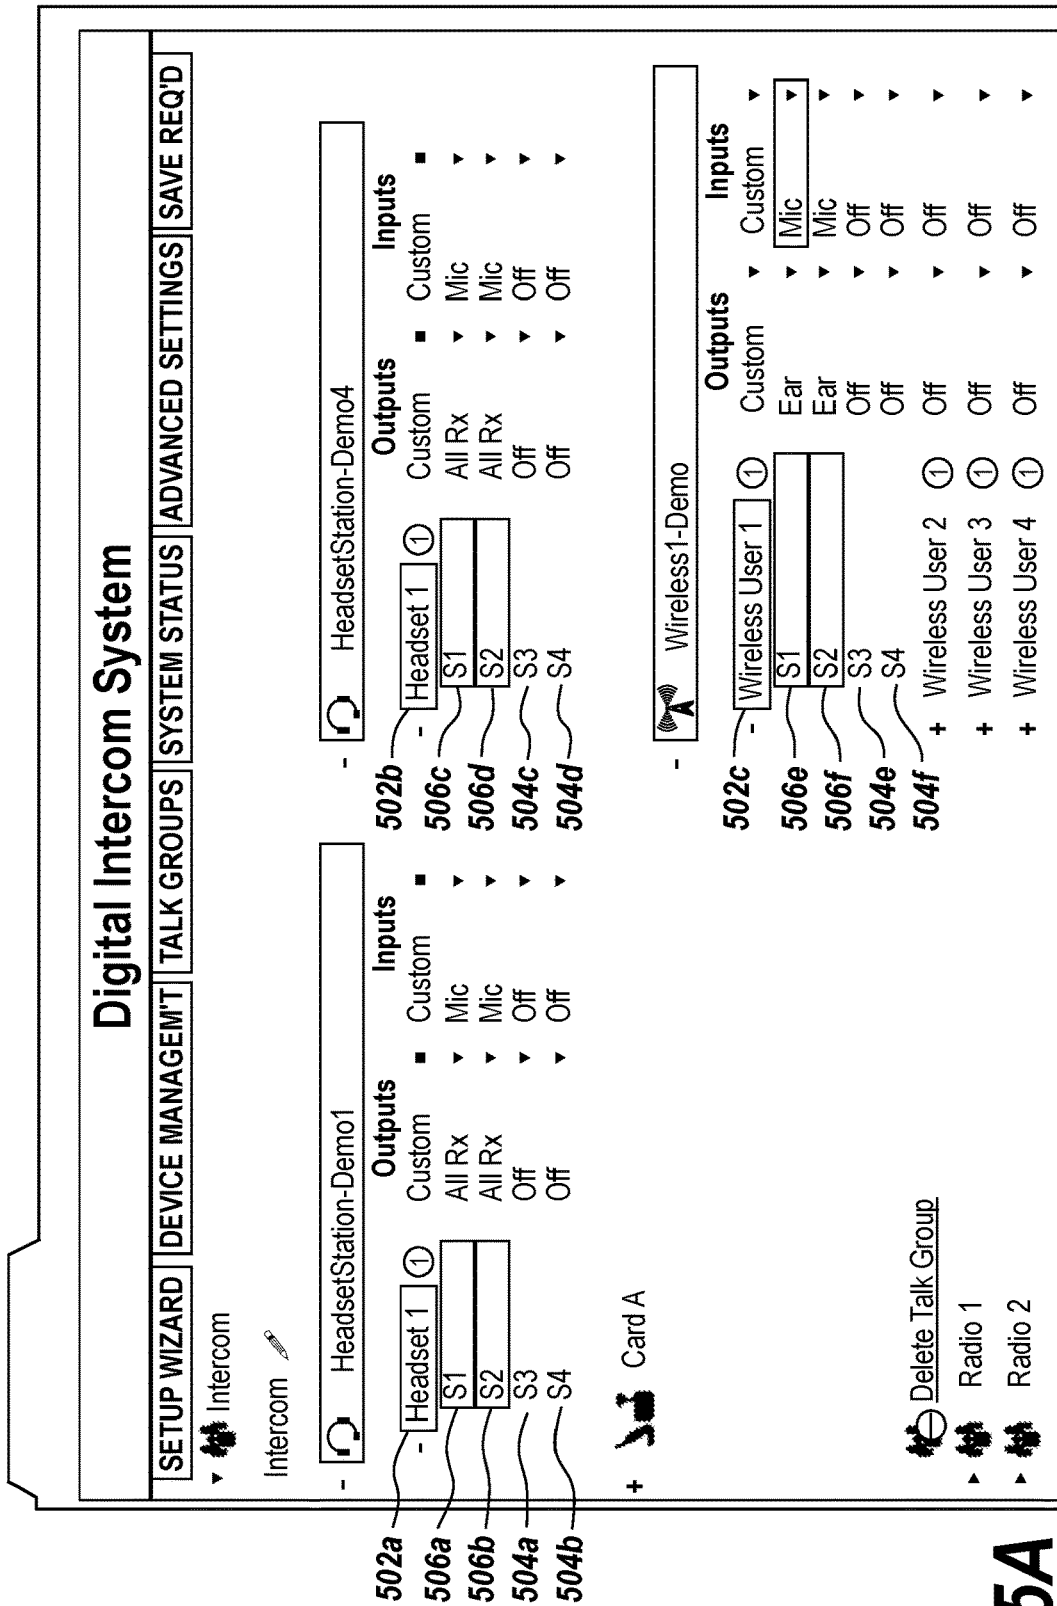 Digital Intercom System
SETUP WIZARD DEVICE MANAGEM'T TALK GROUPS SYSTEM STATUS ADVANCED SETTINGS SAVE REQ'D
Intercom
Intercom
- HeadsetStation-Demo1
Outputs Inputs
502a - Headset 1 1 Custom Custom
506a S1 All Rx Mic
506b S2 All Rx Mic
504a S3 Off Off
504b S4 Off Off
+ Card A
- HeadsetStation-Demo4
Outputs Inputs
502b - Headset 1 1 Custom Custom
506c S1 All Rx Mic
506d S2 All Rx Mic
504c S3 Off Off
504d S4 Off Off
- Wireless1-Demo
Outputs Inputs
502c - Wireless User 1 1 Custom Custom
506e S1 Ear Mic
506f S2 Ear Mic
504e S3 Off Off
504f S4 Off Off
+ Wireless User 2 1 Off Off
+ Wireless User 3 1 Off Off
+ Wireless User 4 1 Off Off
Delete Talk Group
Radio 1
Radio 2
5A